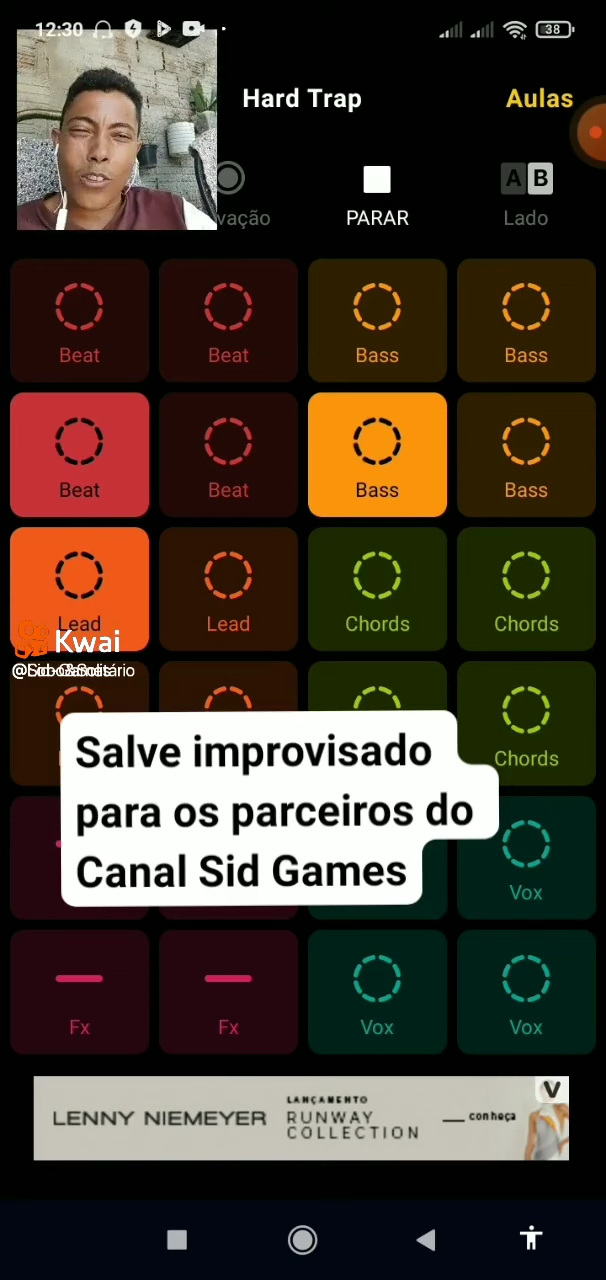 12:30
38
Hard Trap
Aulas
vação
PARAR
A B
Lado
Beat
Beat
Bass
Bass
Beat
Beat
Bass
Bass
Lead
Lead
Chords
Chords
Kwai
Chords
Salve improvisado
para os parceiros do
Canal Sid Games
Vox
Fx
Fx
Vox
Vox
LENNY NIEMEYER
LANÇAMENTO
RUNWAY
COLLECTION
conheça
V